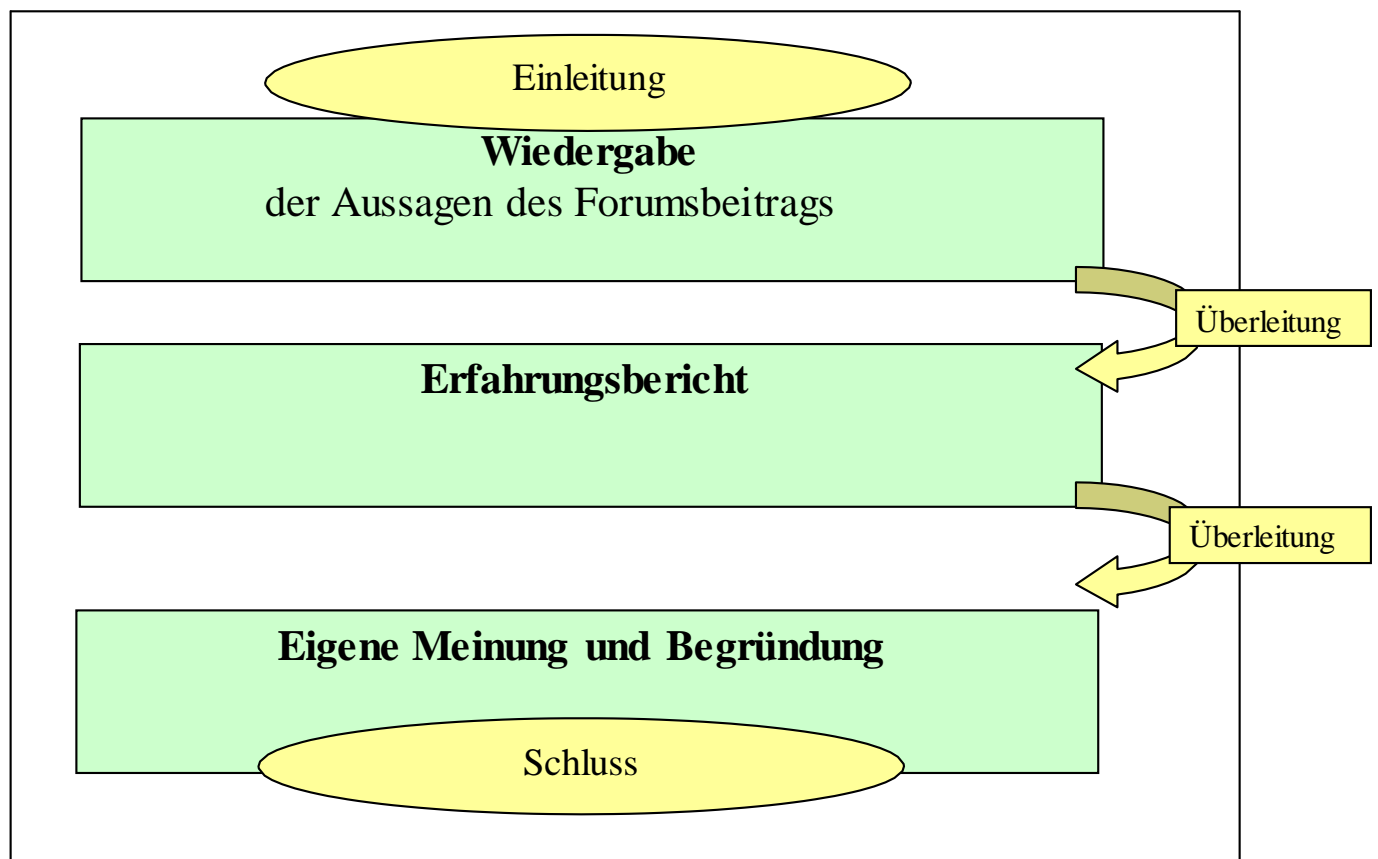 Einleitung
Wiedergabe
der Aussagen des Forumsbeitrags
Überleitung
Erfahrungsbericht
Überleitung
Eigene Meinung und Begründung
Schluss